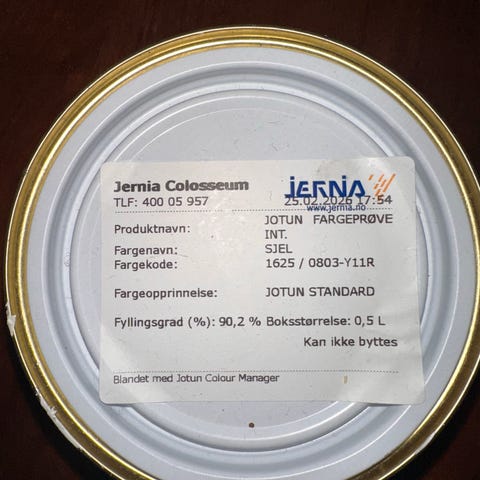 Jernia Colosseum
JERNIA
TLF: 400 05 957
25.02.2026 17:54
www.jernia.no
Produktnavn: JOTUN FARGEPRØVE
INT.
Fargenavn: SJEL
Fargekode: 1625 / 0803-Y11R
Fargeopprinnelse: JOTUN STANDARD
Fyllingsgrad (%): 90,2 % Boksstørrelse: 0,5 L
Kan ikke byttes
Blandet med Jotun Colour Manager